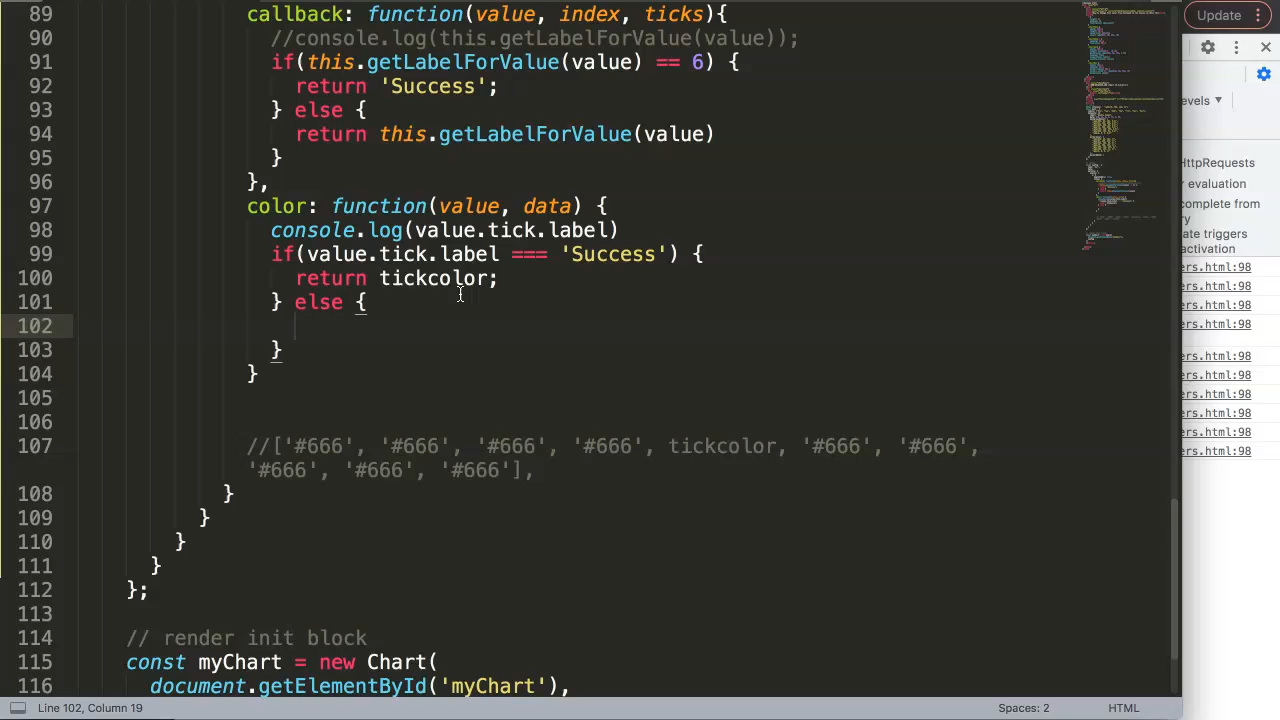 89 callback: function(value, index, ticks){
90 //console.log(this.getLabelForValue(value));
91 if(this.getLabelForValue(value) == 6) {
92 return 'Success';
93 } else {
94 return this.getLabelForValue(value)
95 }
96 },
97 color: function(value, data) {
98 console.log(value.tick.label)
99 if(value.tick.label === 'Success') {
100 return tickcolor;
101 } else {
102
103 }
104 }
105
106
107 //['#666', '#666', '#666', '#666', tickcolor, '#666', '#666',
'#666', '#666', '#666'],
108 }
109 }
110 }
111 }
112 };
113
114 // render init block
115 const myChart = new Chart(
116 document.getElementById('myChart'),
Line 102, Column 19
Spaces: 2
HTML
Update
evels ▼
HttpRequests
r evaluation
complete from
ry
ate triggers
activation
ers.html:98
ers.html:98
ers.html:98
ers.html:98
ers.html:98
ers.html:98
ers.html:98
ers.html:98
ers.html:98
ers.html:98